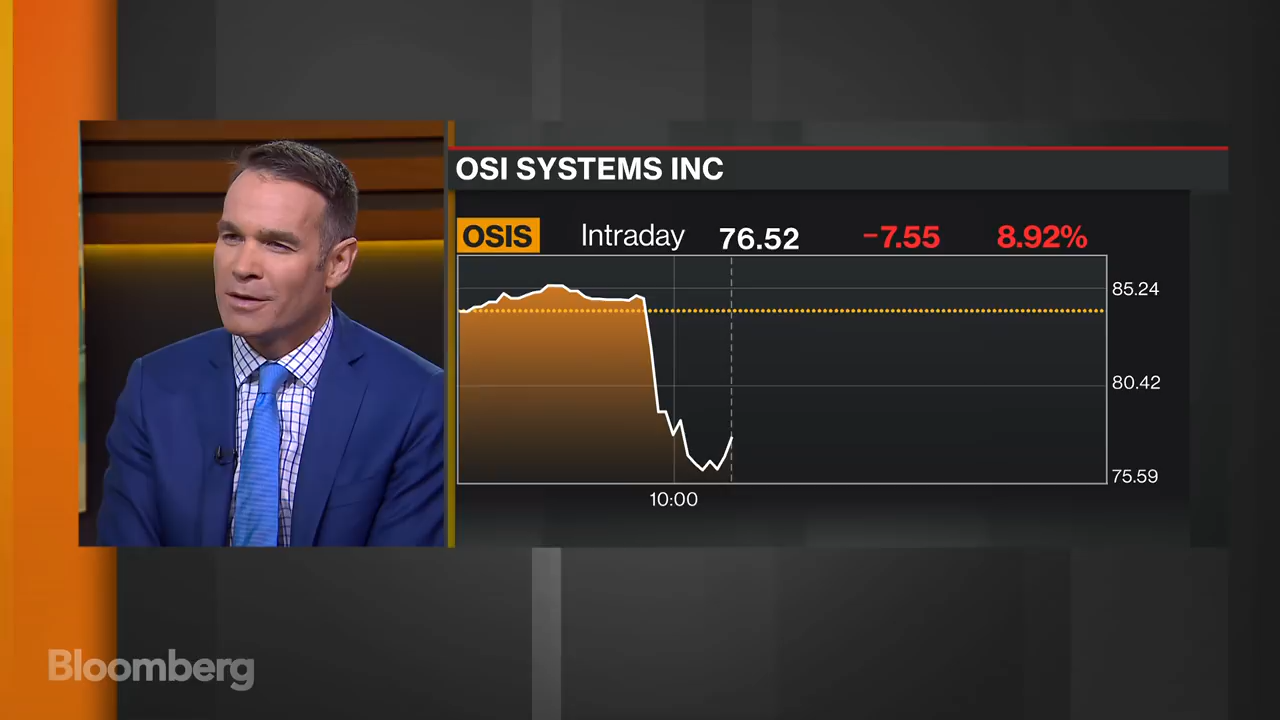 OSI SYSTEMS INC
OSIS Intraday 76.52 −7.55 8.92%
85.24
80.42
75.59
10:00
Bloomberg